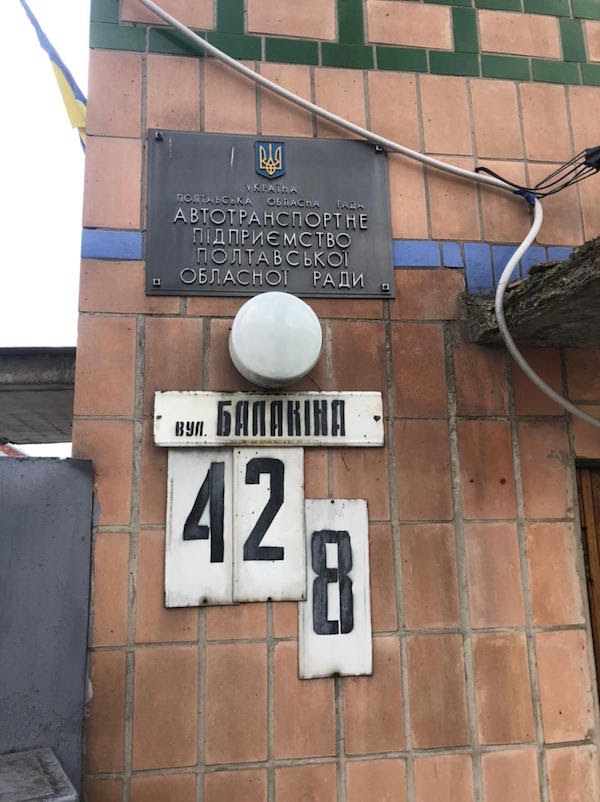 УКРАЇНА
ПОЛТАВСЬКА ОБЛАСНА РАДА
АВТОТРАНСПОРТНЕ
ПІДПРИЄМСТВО
ПОЛТАВСЬКОЇ
ОБЛАСНОЇ РАДИ
вул. БАЛАКІНА
42
8